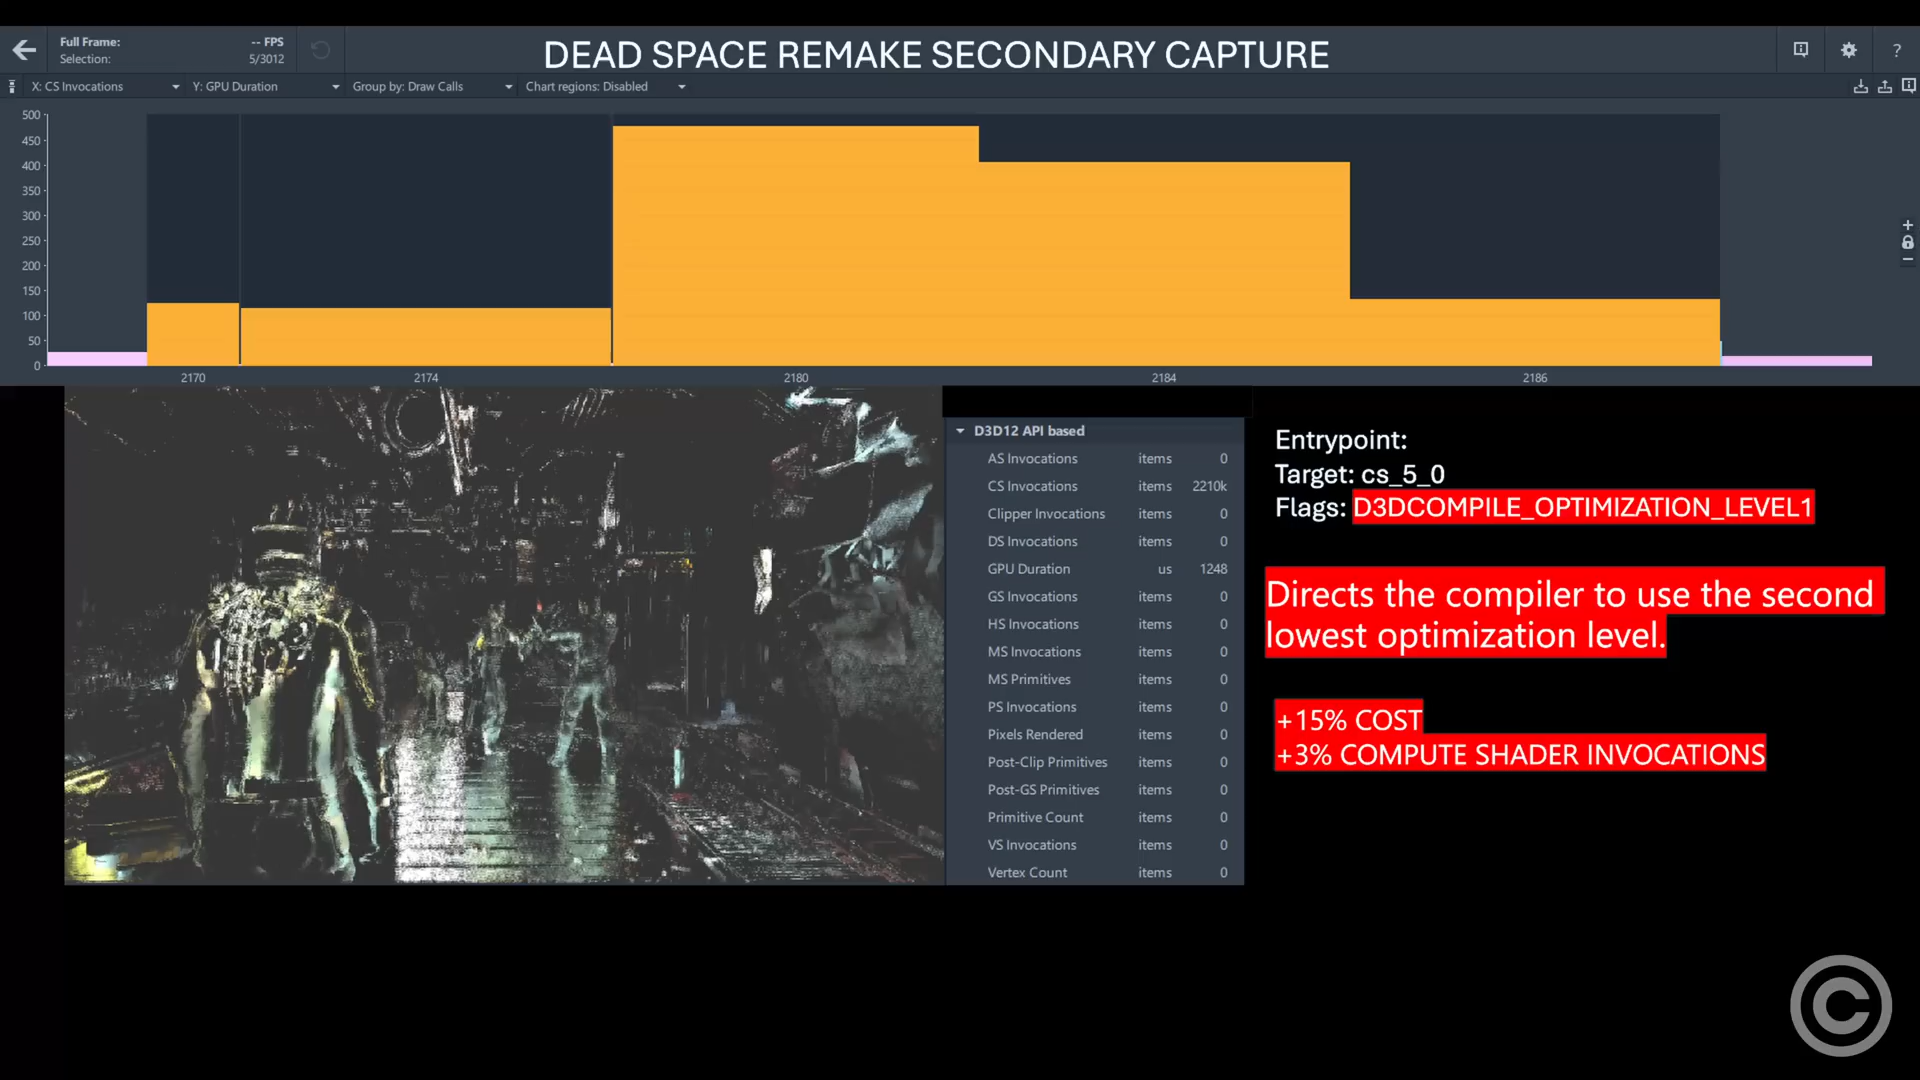 Full Frame: -- FPS
Selection: 5/3012
DEAD SPACE REMAKE SECONDARY CAPTURE
?
X: CS Invocations Y: GPU Duration Group by: Draw Calls Chart regions: Disabled
500
450
400
350
300
250
200
150
100
50
0
2170 2174 2180 2184 2186
D3D12 API based
AS Invocations items 0
CS Invocations items 2210k
Clipper Invocations items 0
DS Invocations items 0
GPU Duration us 1248
GS Invocations items 0
HS Invocations items 0
MS Invocations items 0
MS Primitives items 0
PS Invocations items 0
Pixels Rendered items 0
Post-Clip Primitives items 0
Post-GS Primitives items 0
Primitive Count items 0
VS Invocations items 0
Vertex Count items 0
Entrypoint:
Target: cs_5_0
Flags: D3DCOMPILE_OPTIMIZATION_LEVEL1
Directs the compiler to use the second
lowest optimization level.
+15% COST
+3% COMPUTE SHADER INVOCATIONS
©